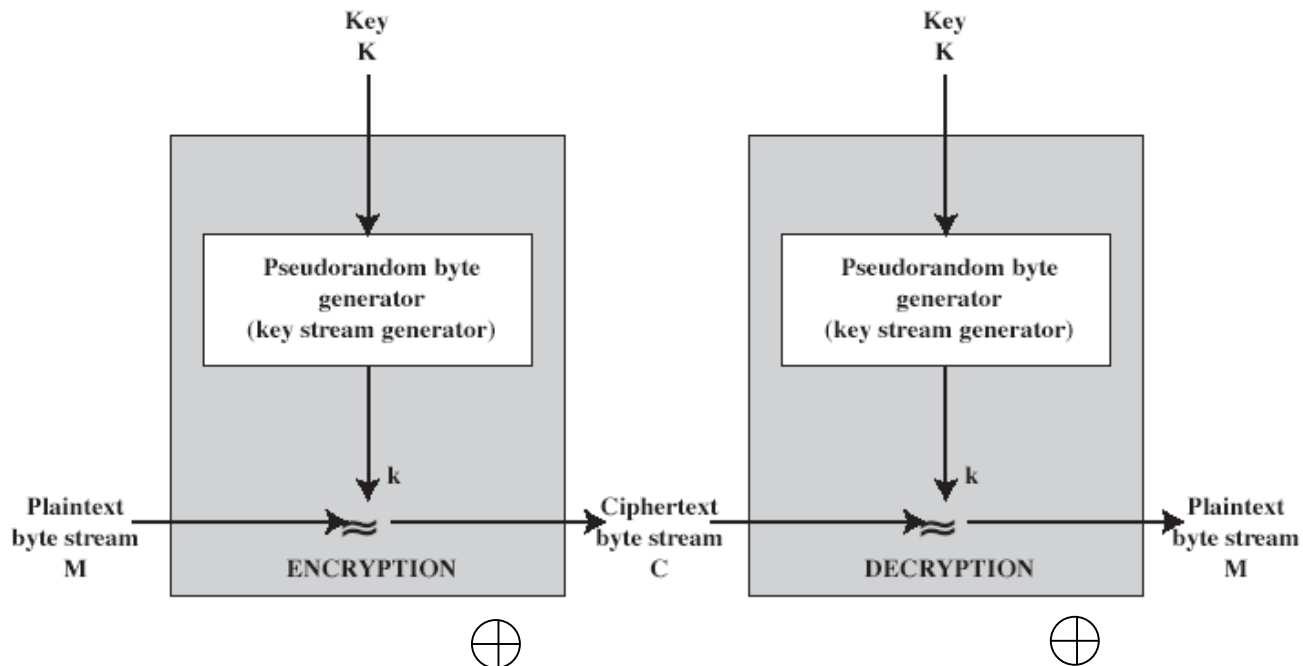 Key
K
Pseudorandom byte
generator
(key stream generator)
k
Plaintext
byte stream
M
≈
ENCRYPTION
Ciphertext
byte stream
C
Key
K
Pseudorandom byte
generator
(key stream generator)
k
≈
DECRYPTION
Plaintext
byte stream
M